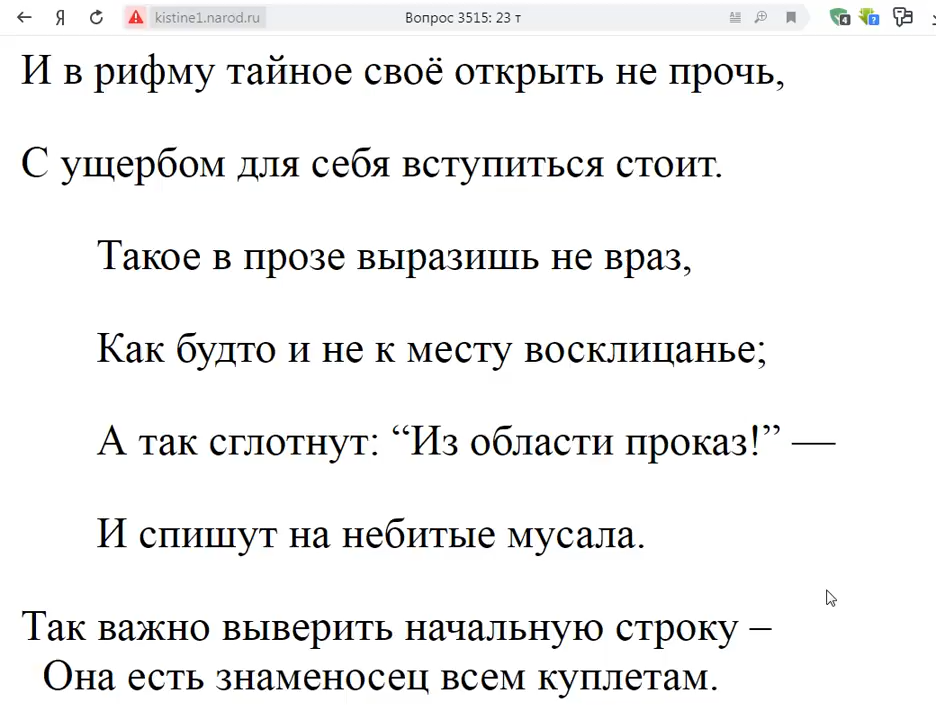 kistine1.narod.ru
Вопрос 3515: 23 т
И в рифму тайное своё открыть не прочь,
С ущербом для себя вступиться стоит.
Такое в прозе выразишь не враз,
Как будто и не к месту восклицанье;
А так сглотнут: “Из области проказ!” —
И спишут на небитые мусала.
Так важно выверить начальную строку –
Она есть знаменосец всем куплетам.